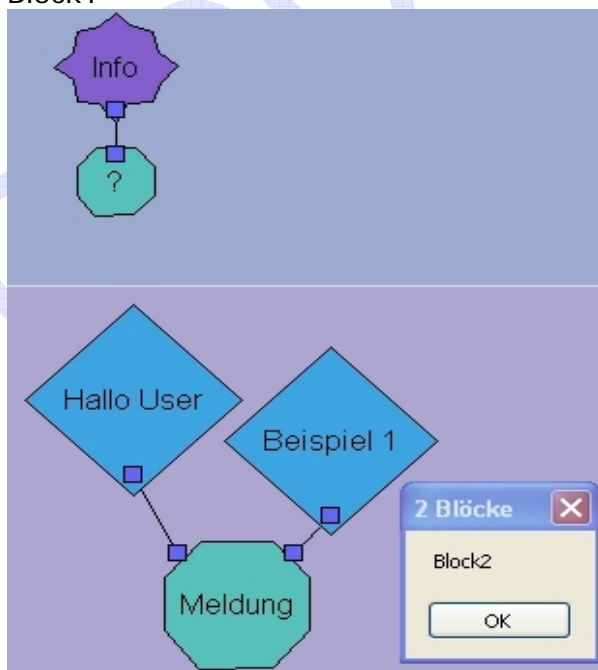 Block1
Info
?
Hallo User
Beispiel 1
Meldung
2 Blöcke
Block2
OK